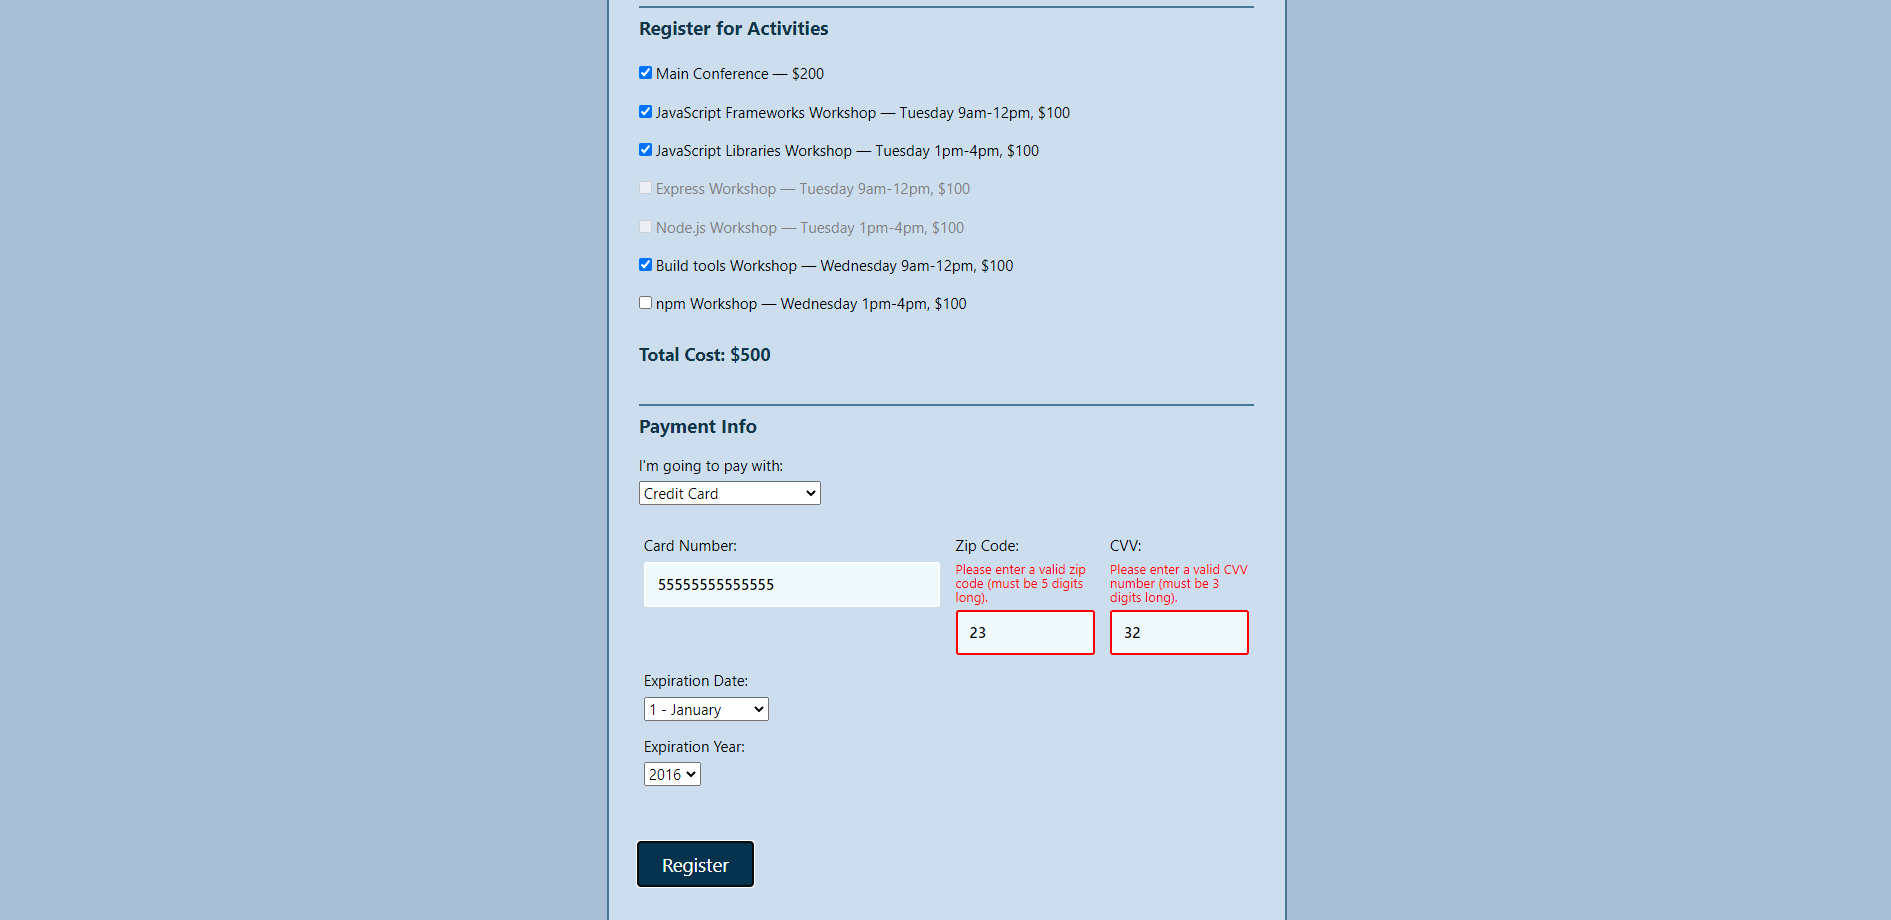 Register for Activities
Main Conference — $200
JavaScript Frameworks Workshop — Tuesday 9am-12pm, $100
JavaScript Libraries Workshop — Tuesday 1pm-4pm, $100
Express Workshop — Tuesday 9am-12pm, $100
Node.js Workshop — Tuesday 1pm-4pm, $100
Build tools Workshop — Wednesday 9am-12pm, $100
npm Workshop — Wednesday 1pm-4pm, $100
Total Cost: $500
Payment Info
I'm going to pay with:
Credit Card
Card Number:
55555555555555
Zip Code:
Please enter a valid zip
code (must be 5 digits
long).
23
CVV:
Please enter a valid CVV
number (must be 3
digits long).
32
Expiration Date:
1 - January
Expiration Year:
2016
Register